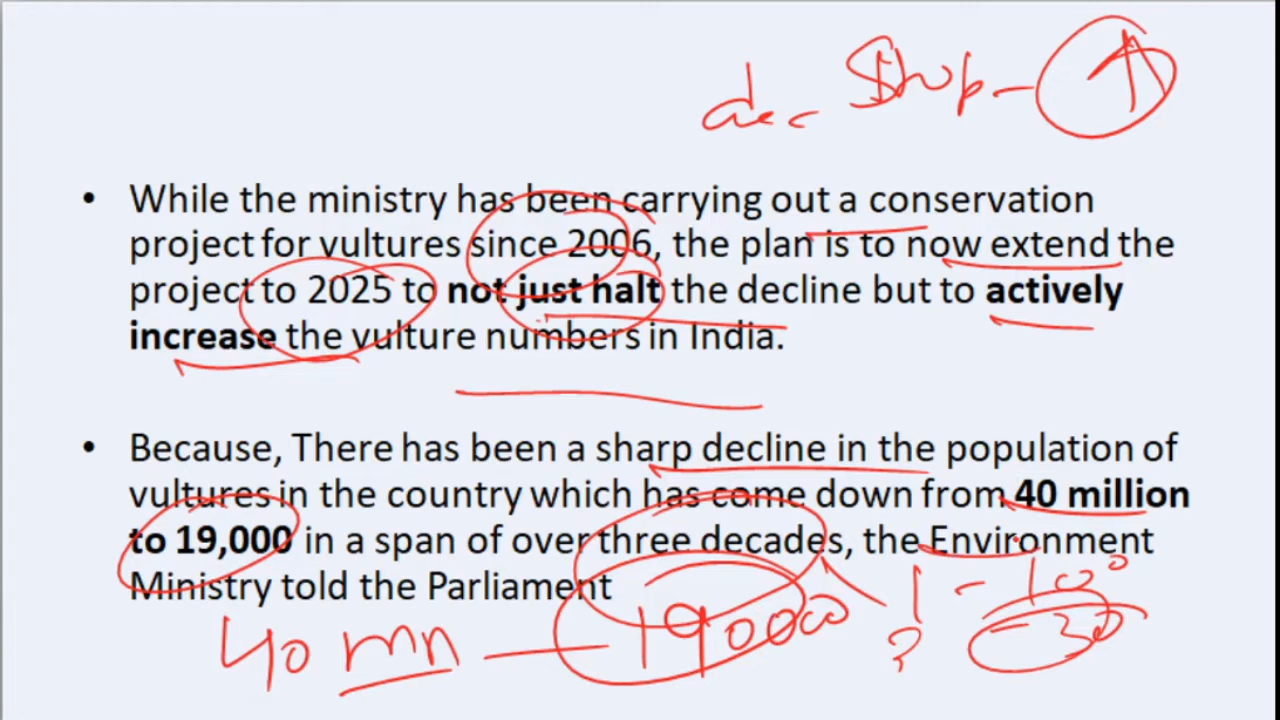 dec stop - ↑
• While the ministry has been carrying out a conservation
project for vultures since 2006, the plan is to now extend the
project to 2025 to not just halt the decline but to actively
increase the vulture numbers in India.
• Because, There has been a sharp decline in the population of
vultures in the country which has come down from 40 million
to 19,000 in a span of over three decades, the Environment
Ministry told the Parliament
40 mn — 19000